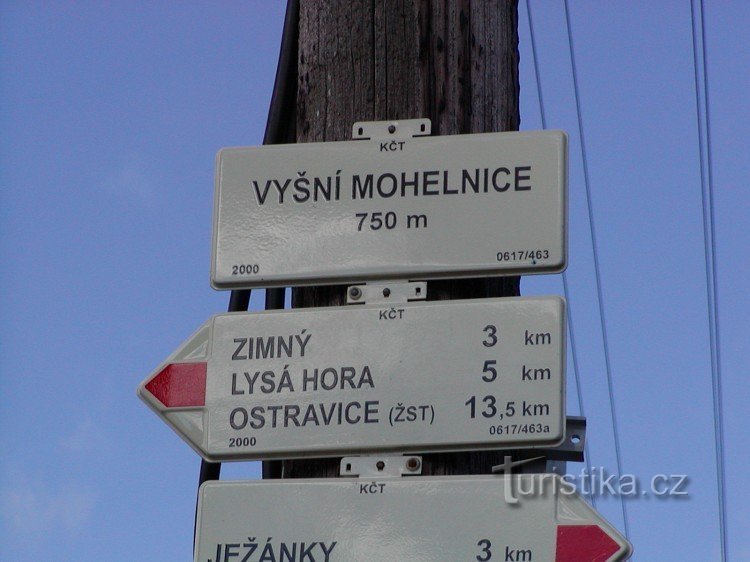 KČT
VYŠNÍ MOHELNICE
750 m
2000 0617/463
KČT
ZIMNÝ 3 km
LYSÁ HORA 5 km
OSTRAVICE (ŽST) 13,5 km
2000 0617/463a
KČT
turistika.cz
JEŽÁNKY 3 km